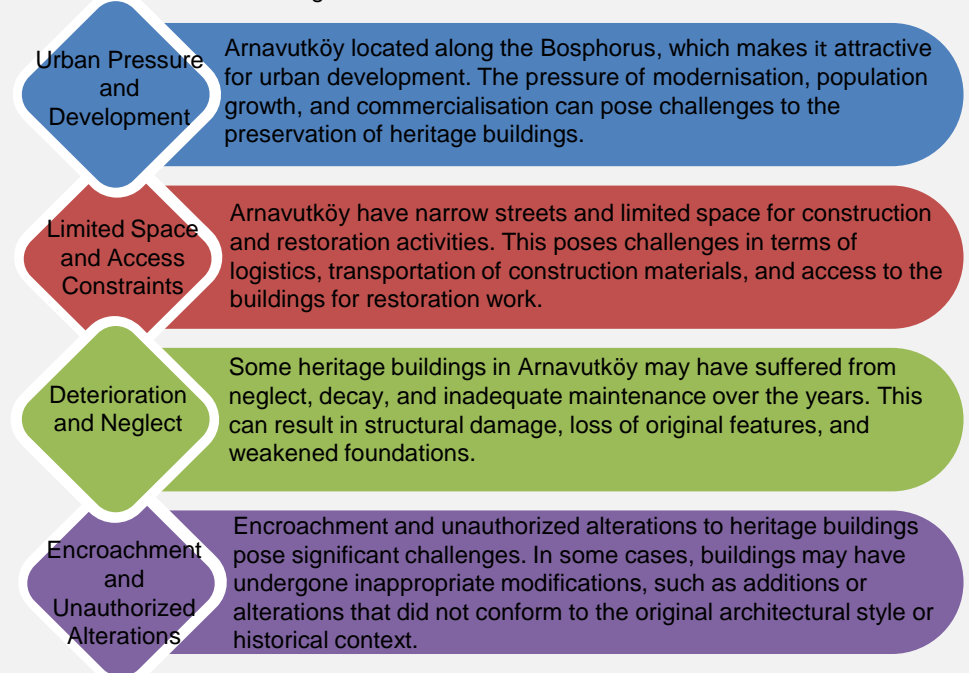 Urban Pressure
and
Development
Arnavutköy located along the Bosphorus, which makes it attractive
for urban development. The pressure of modernisation, population
growth, and commercialisation can pose challenges to the
preservation of heritage buildings.
Limited Space
and Access
Constraints
Arnavutköy have narrow streets and limited space for construction
and restoration activities. This poses challenges in terms of
logistics, transportation of construction materials, and access to the
buildings for restoration work.
Deterioration
and Neglect
Some heritage buildings in Arnavutköy may have suffered from
neglect, decay, and inadequate maintenance over the years. This
can result in structural damage, loss of original features, and
weakened foundations.
Encroachment
and
Unauthorized
Alterations
Encroachment and unauthorized alterations to heritage buildings
pose significant challenges. In some cases, buildings may have
undergone inappropriate modifications, such as additions or
alterations that did not conform to the original architectural style or
historical context.